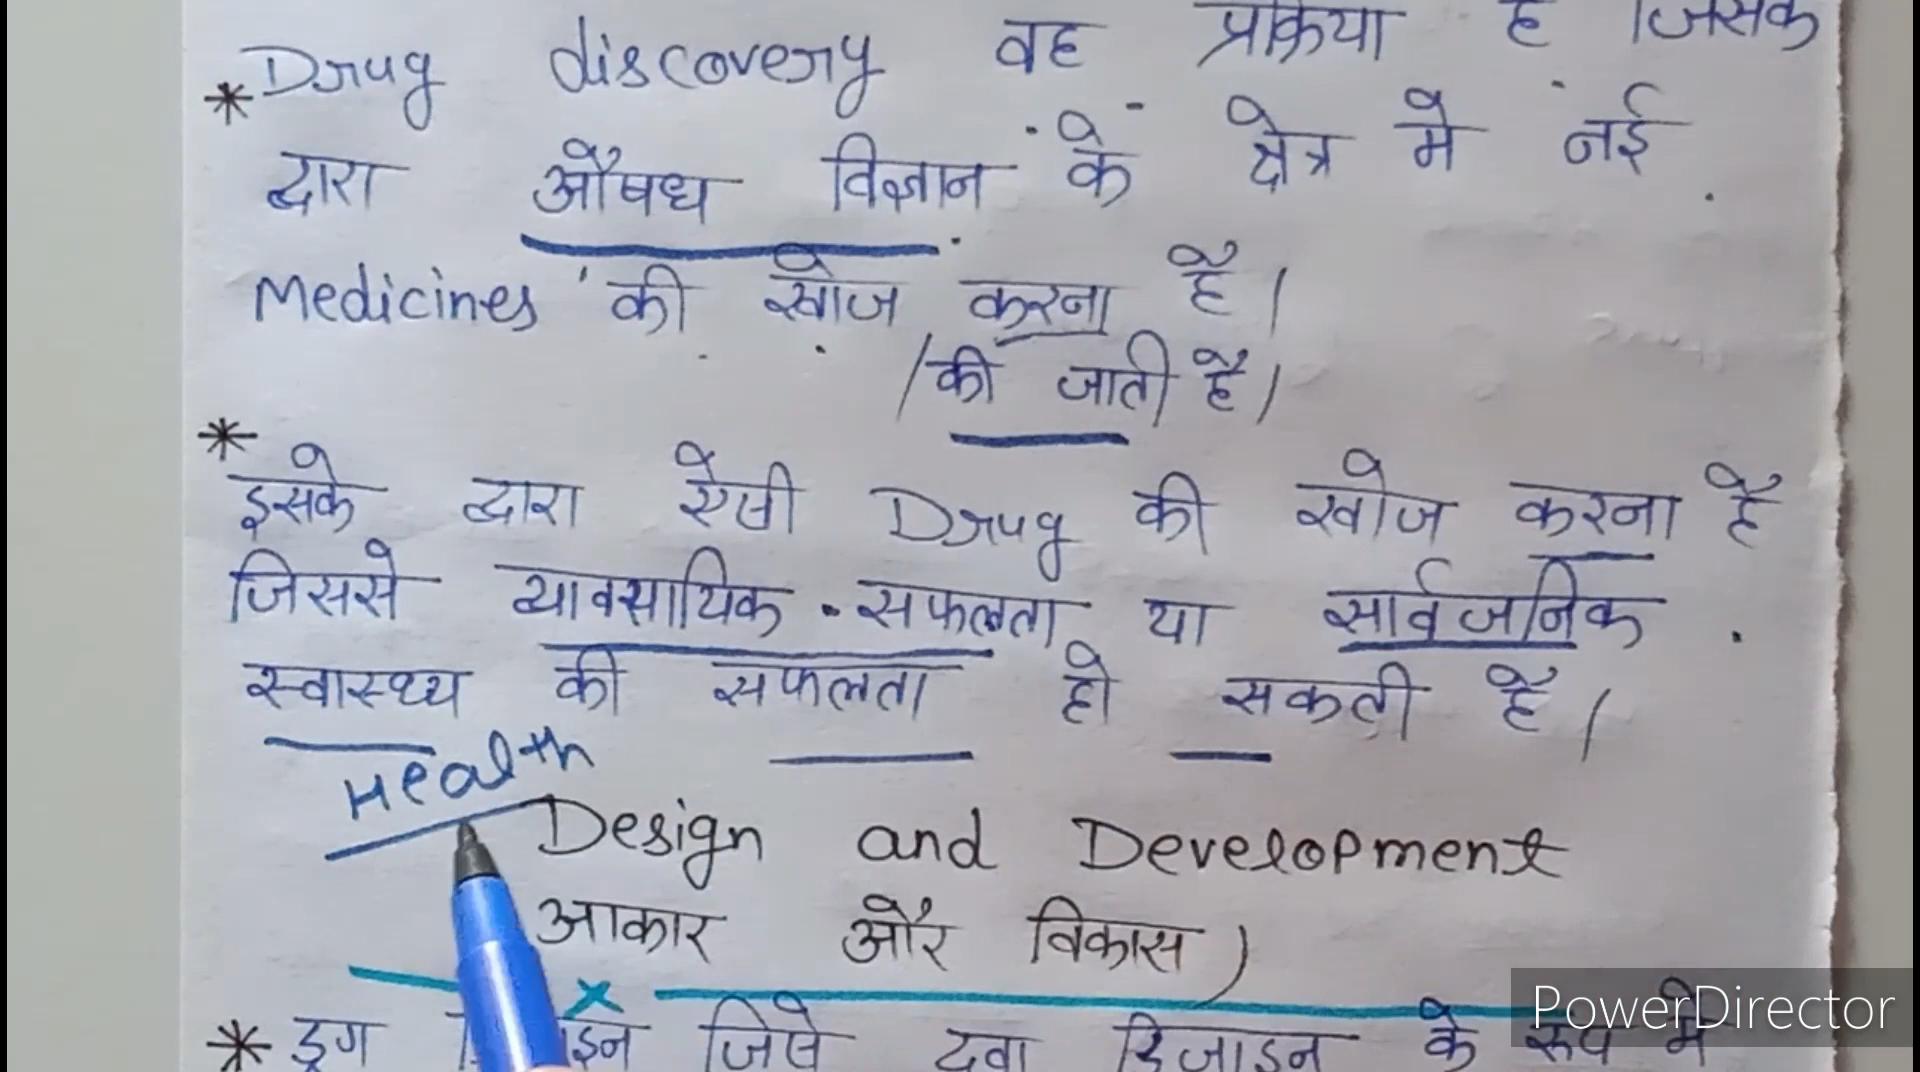 * Drug discovery वह प्रक्रिया है जिसके
द्वारा औषध विज्ञान के क्षेत्र मे नई
Medicines की खोज करना है।
(की जाती है।
* इसके द्वारा ऐसी Drug की खोज करना है
जिससे व्यावसायिक सफलता या सार्वजनिक
स्वास्थ्य की सफलता हो सकती है।
Health
Design and Development
आकार और विकास)
* ड्रग जिसे दवा डिजाइन के रूप में
PowerDirector